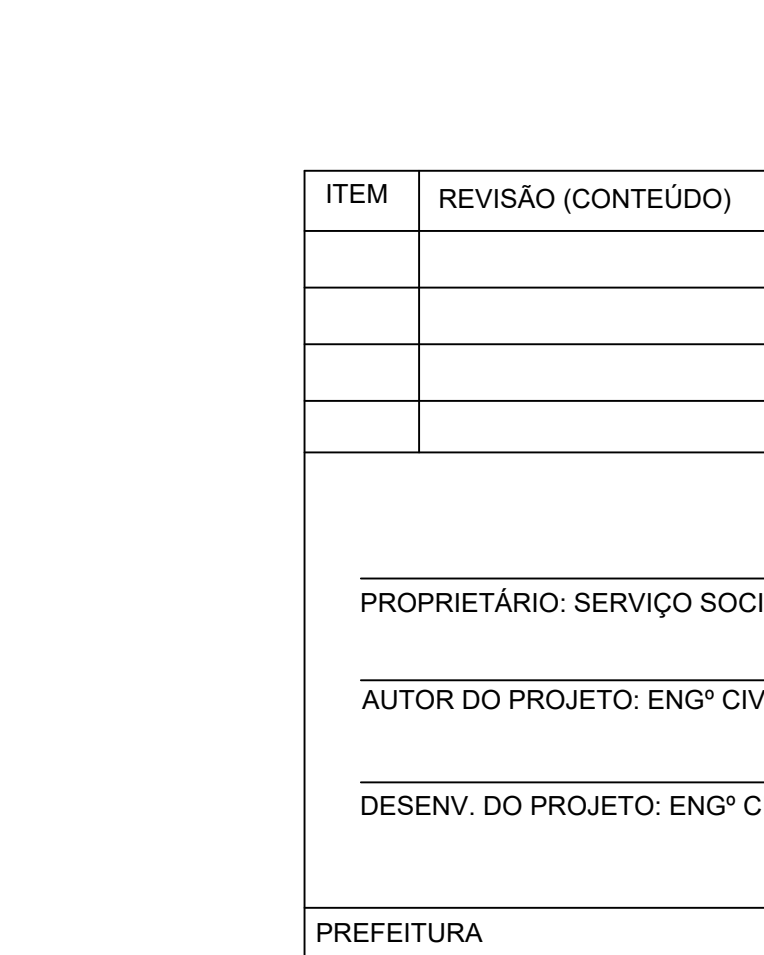 ITEM REVISÃO (CONTEÚDO)
PROPRIETÁRIO: SERVIÇO SOCI
AUTOR DO PROJETO: ENGº CIV
DESENV. DO PROJETO: ENGº C
PREFEITURA